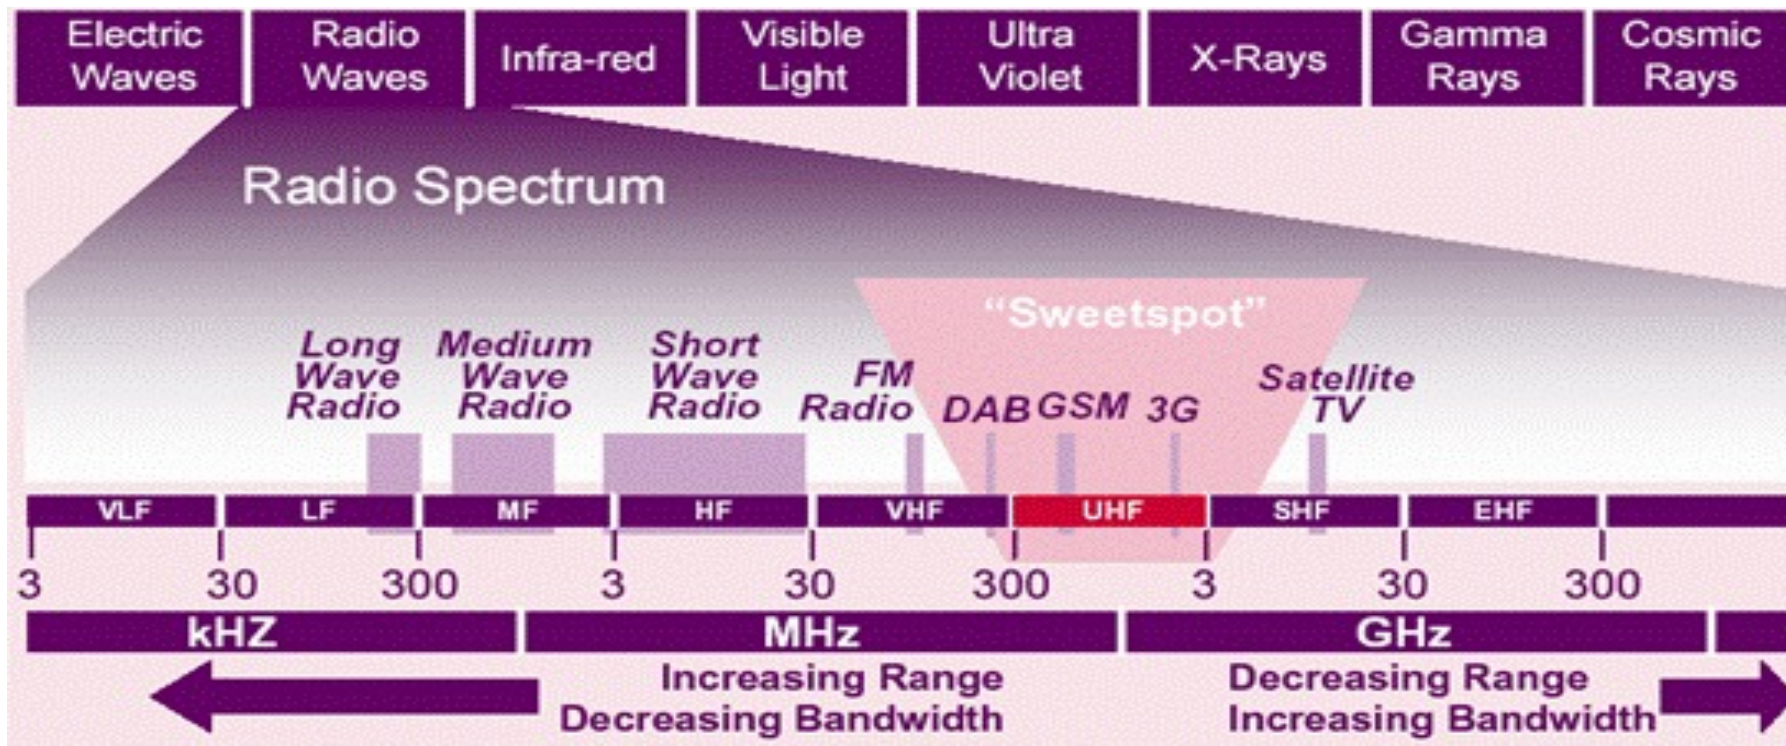 Electric
Waves
Radio
Waves
Infra-red
Visible
Light
Ultra
Violet
X-Rays
Gamma
Rays
Cosmic
Rays
Radio Spectrum
“Sweetspot”
Long
Wave
Radio
Medium
Wave
Radio
Short
Wave
Radio
FM
Radio
DAB
GSM
3G
Satellite
TV
VLF
LF
MF
HF
VHF
UHF
SHF
EHF
3
30
300
3
30
300
3
30
300
kHZ
MHz
GHz
Increasing Range
Decreasing Bandwidth
Decreasing Range
Increasing Bandwidth